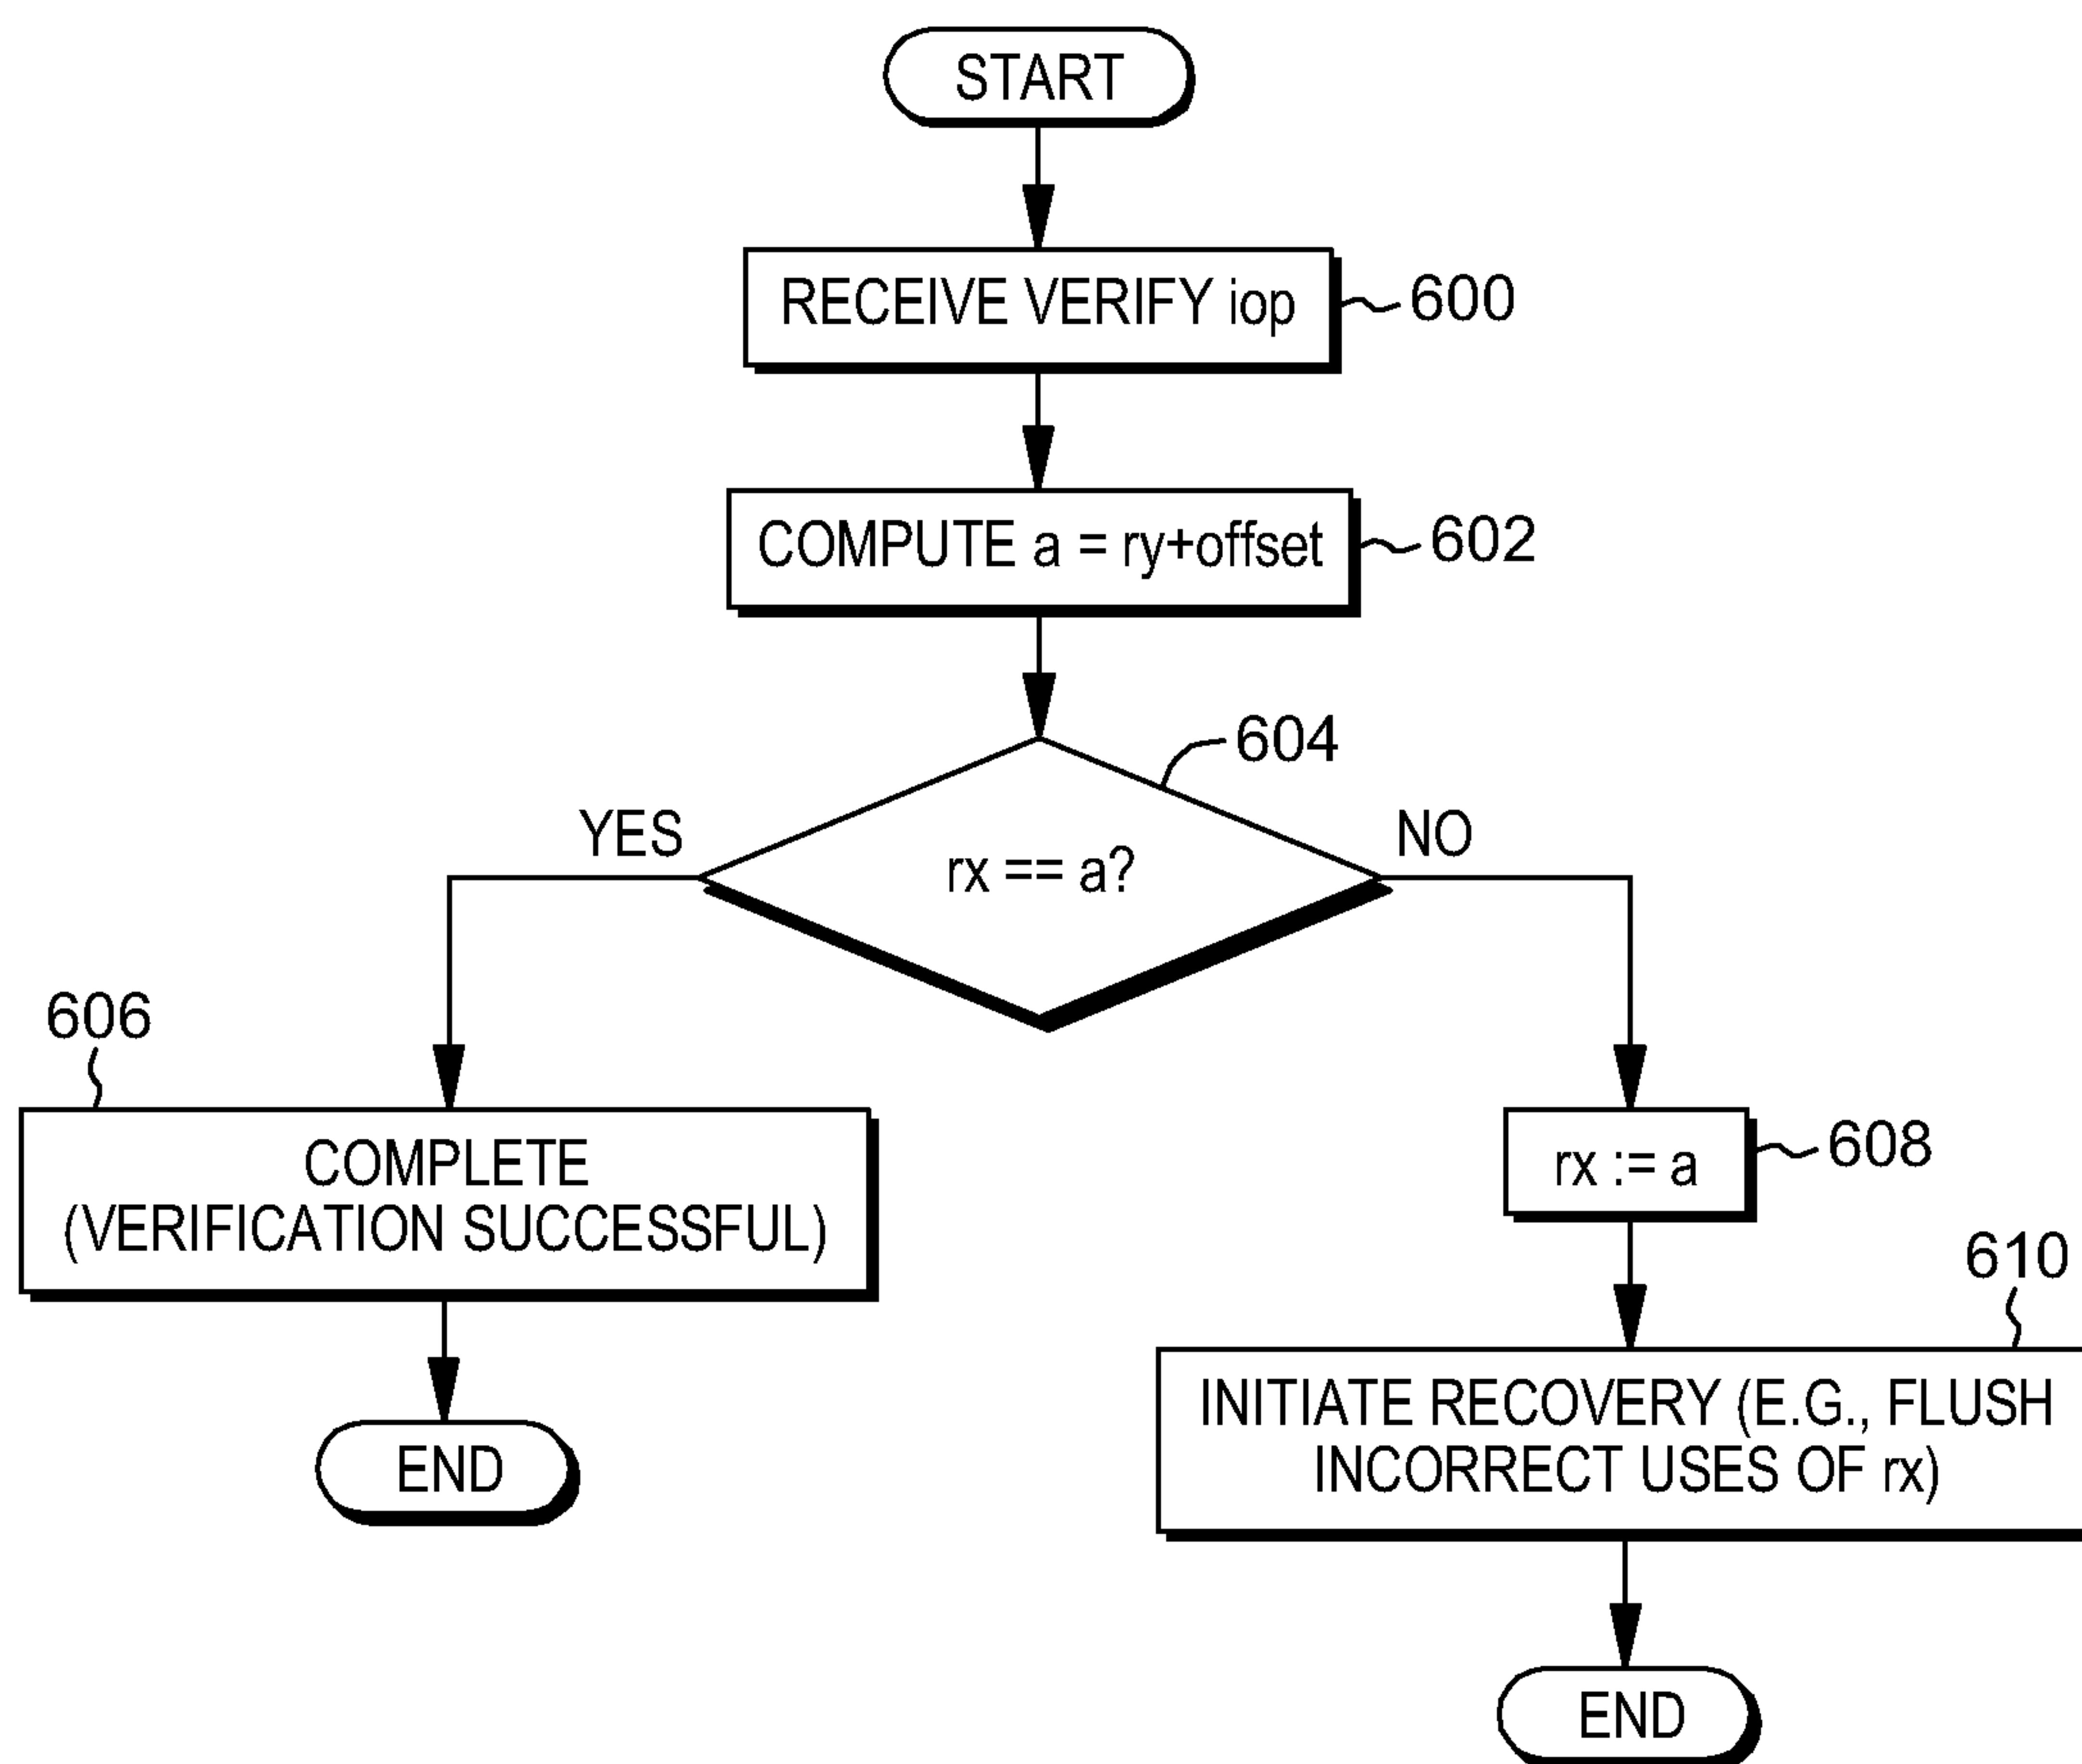 START
RECEIVE VERIFY iop
600
COMPUTE a = ry+offset
602
604
YES
rx == a?
NO
606
COMPLETE
(VERIFICATION SUCCESSFUL)
END
rx := a
608
610
INITIATE RECOVERY (E.G., FLUSH
INCORRECT USES OF rx)
END